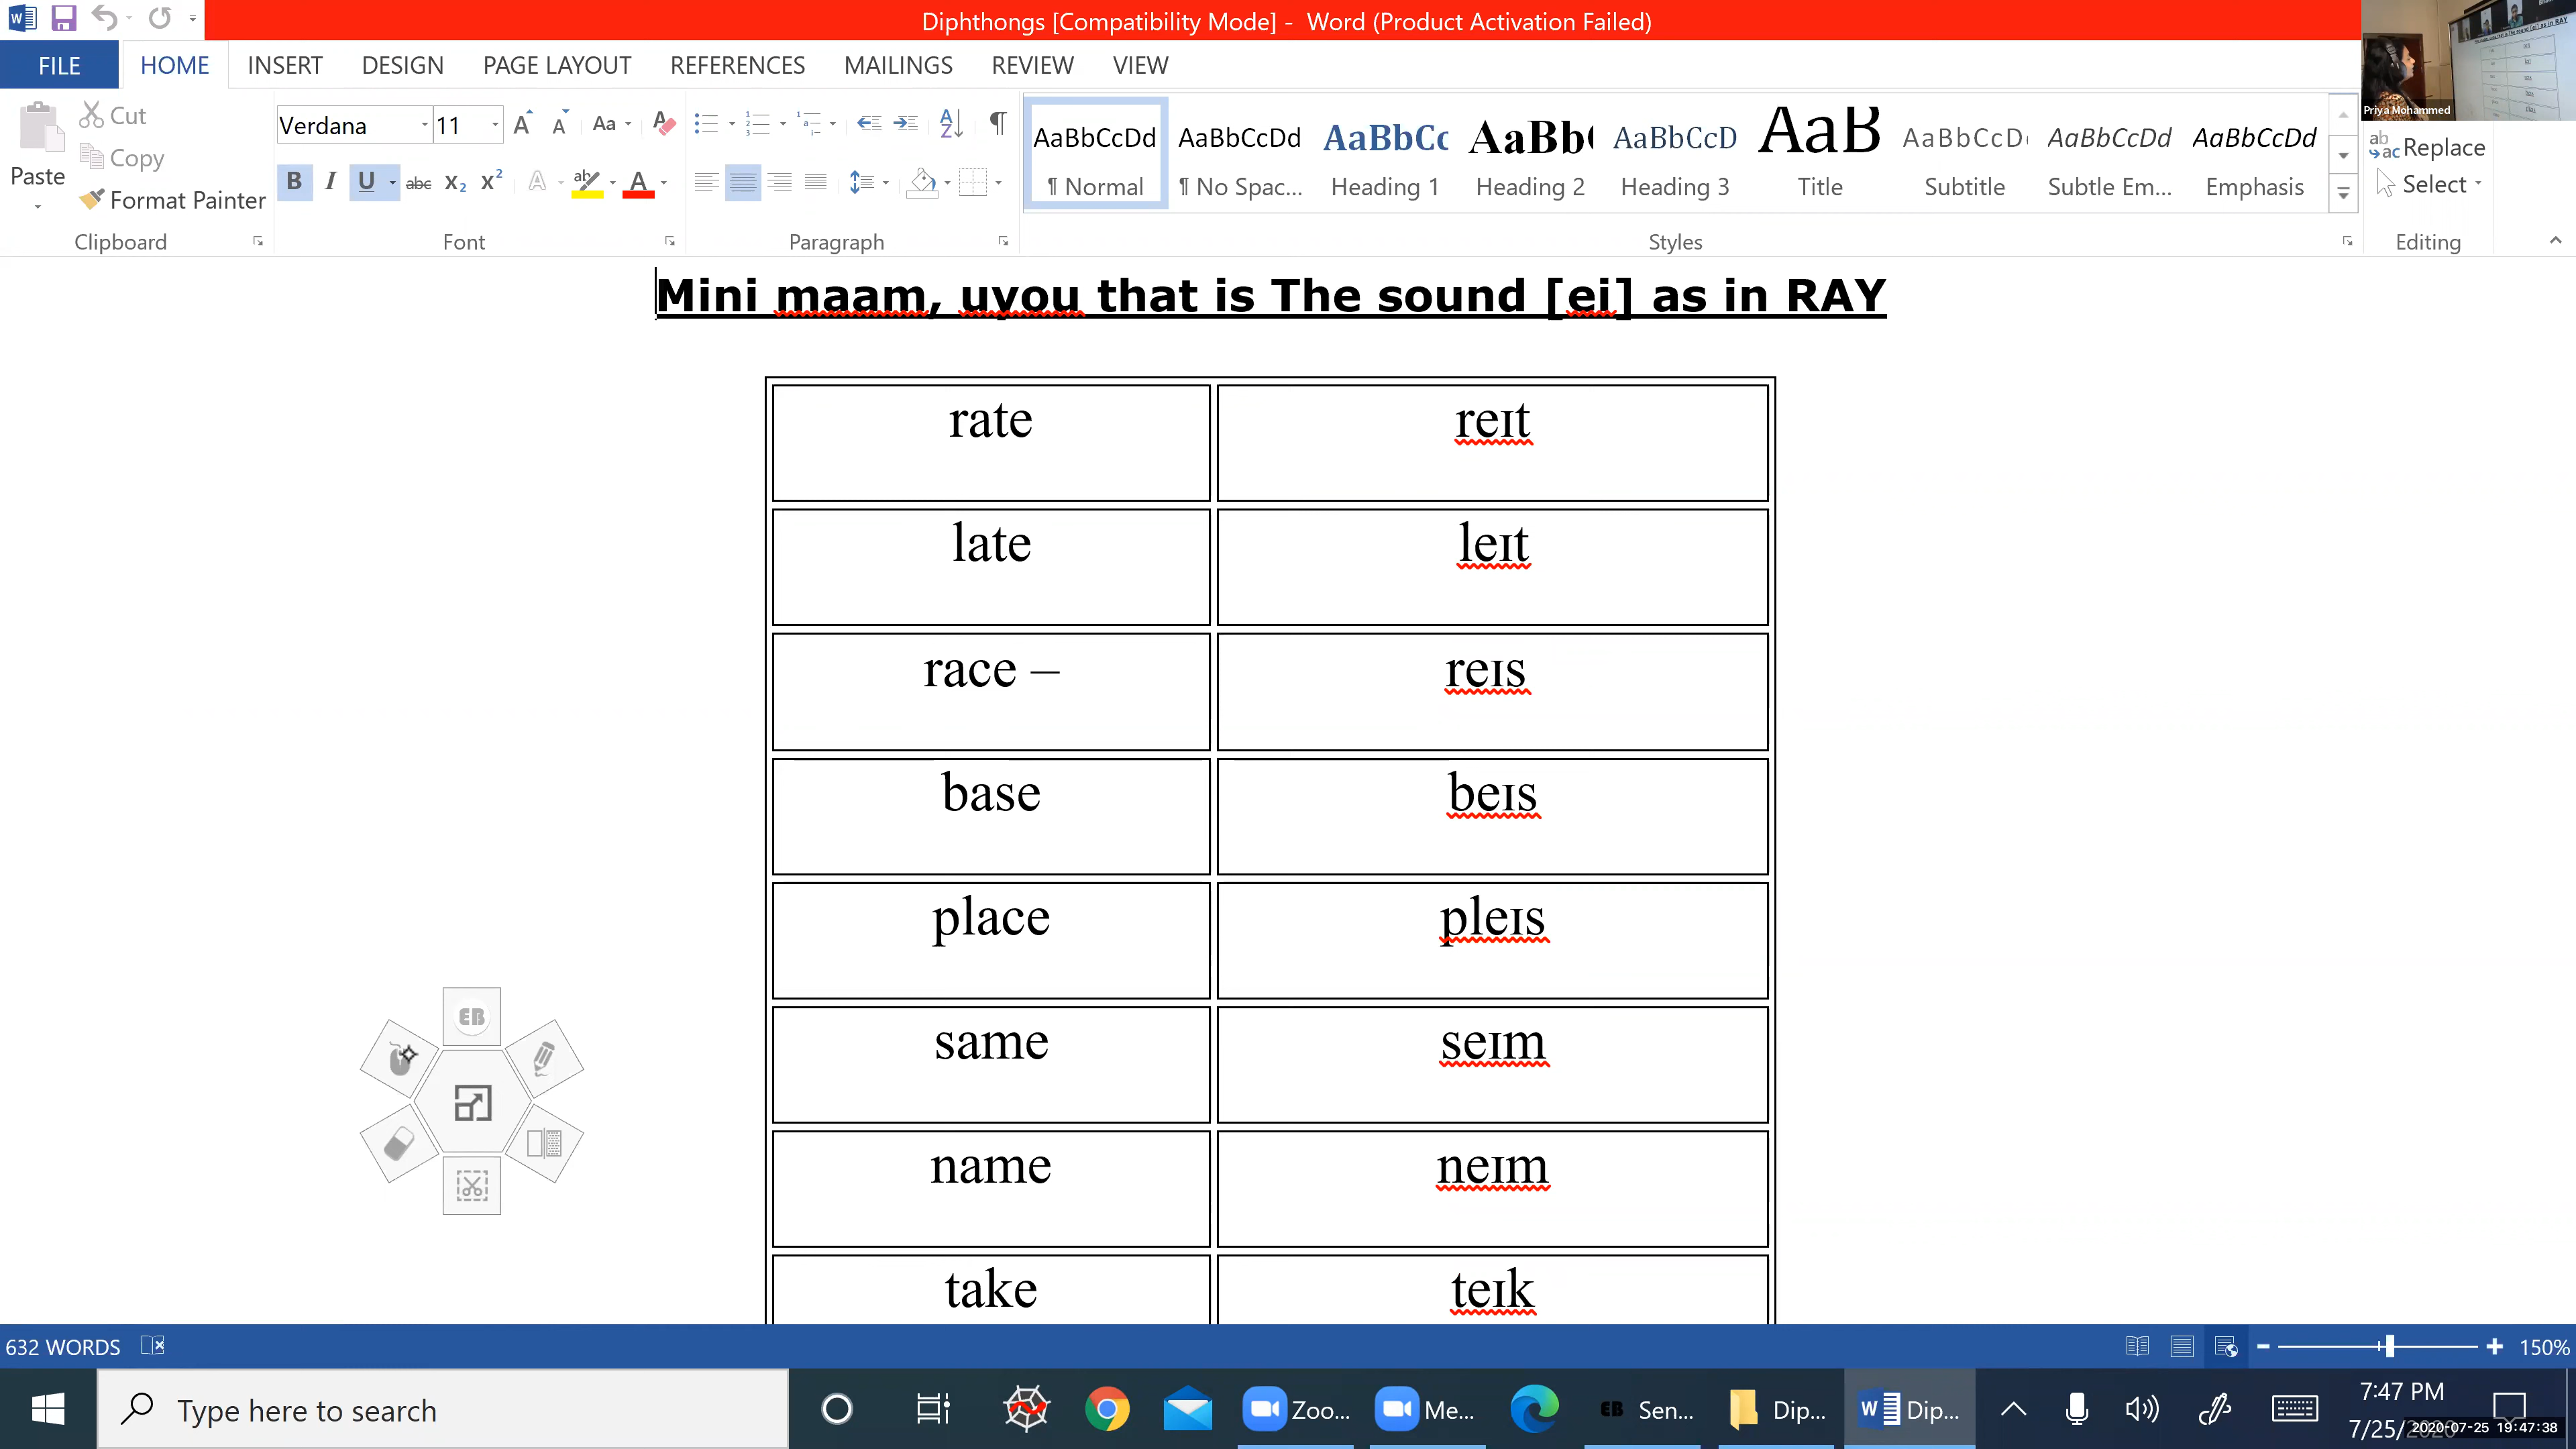 Diphthongs [Compatibility Mode] - Word (Product Activation Failed)
FILE HOME INSERT DESIGN PAGE LAYOUT REFERENCES MAILINGS REVIEW VIEW
Priya Mohammed
Paste
Cut
Copy
Format Painter
Clipboard
Verdana 11
Font
Paragraph
AaBbCcDd AaBbCcDd AaBbCc AaBb AaBbCcD AaB AaBbCcD AaBbCcDd AaBbCcDd
¶ Normal ¶ No Spac... Heading 1 Heading 2 Heading 3 Title Subtitle Subtle Em... Emphasis
Styles
Replace
Select
Editing
Mini maam, uyou that is The sound [ei] as in RAY
rate reɪt
late leɪt
race – reɪs
base beɪs
place pleɪs
same seɪm
name neɪm
take teɪk
EB
632 WORDS
150%
Type here to search
Zoo... Me... EB Sen... Dip... Dip...
7:47 PM
7/25/
2020-07-25 19:47:38